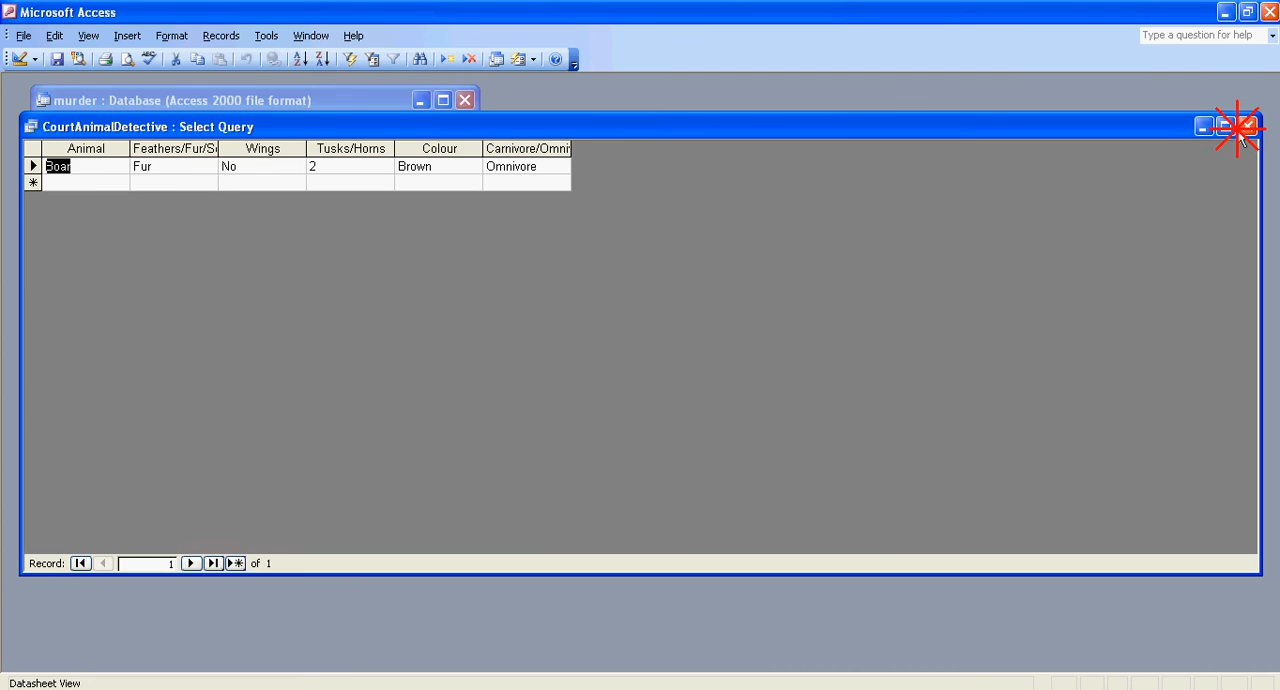 Microsoft Access
File Edit View Insert Format Records Tools Window Help
Type a question for help
murder : Database (Access 2000 file format)
CourtAnimalDetective : Select Query
Animal Feathers/Fur/S Wings Tusks/Horns Colour Carnivore/Omni
Boar Fur No 2 Brown Omnivore
Record: 1 of 1
Datasheet View